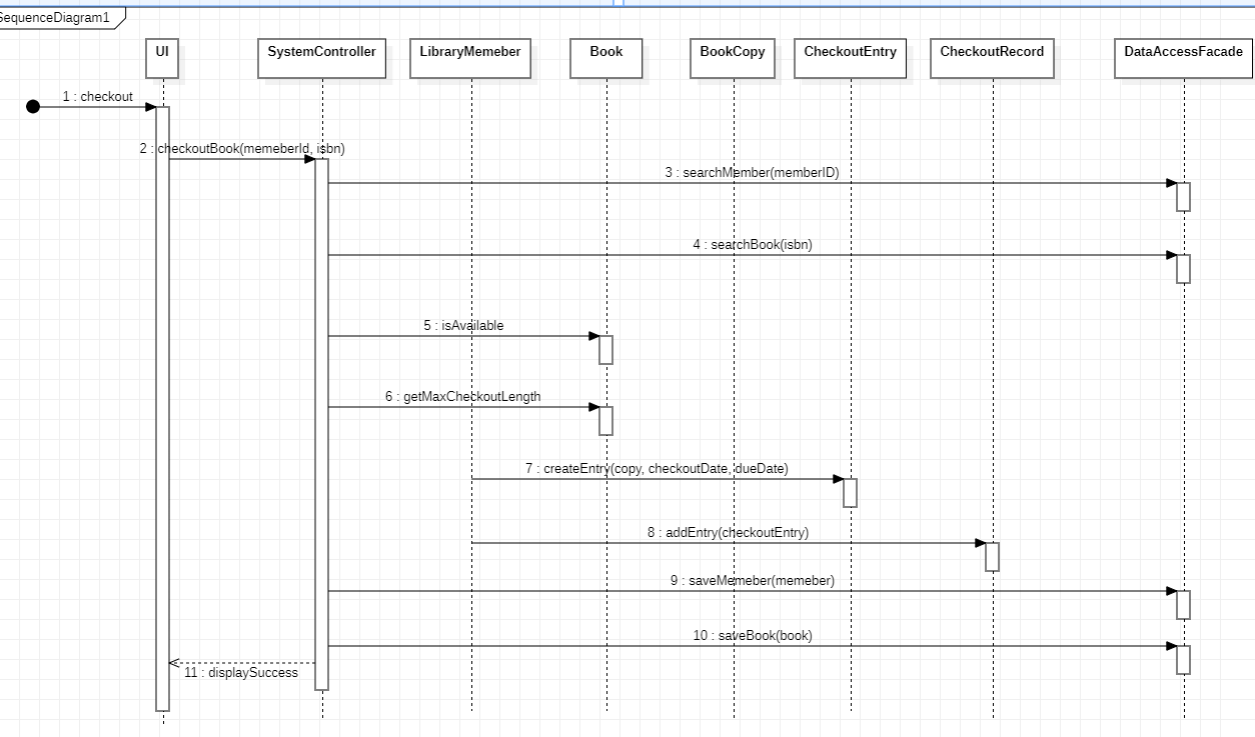 SequenceDiagram1
UI
SystemController
LibraryMemeber
Book
BookCopy
CheckoutEntry
CheckoutRecord
DataAccessFacade
1 : checkout
2 : checkoutBook(memeberId, isbn)
3 : searchMember(memberID)
4 : searchBook(isbn)
5 : isAvailable
6 : getMaxCheckoutLength
7 : createEntry(copy, checkoutDate, dueDate)
8 : addEntry(checkoutEntry)
9 : saveMemeber(memeber)
10 : saveBook(book)
11 : displaySuccess